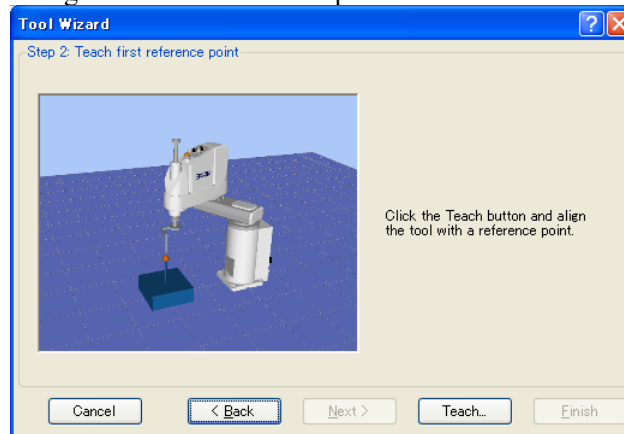 Tool Wizard
Step 2: Teach first reference point
EPSON
Click the Teach button and align
the tool with a reference point.
Cancel
< Back
Next >
Teach...
Finish